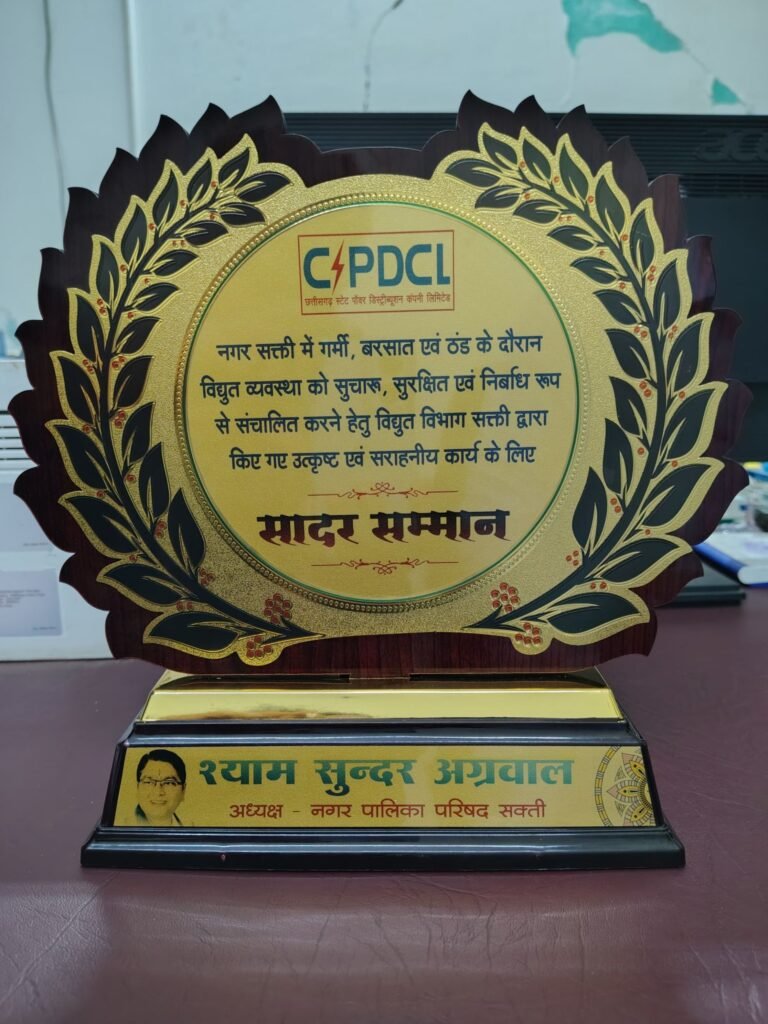 CSPDCL
छत्तीसगढ़ स्टेट पॉवर डिस्ट्रीब्यूशन कंपनी लिमिटेड
नगर सक्ती में गर्मी, बरसात एवं ठंड के दौरान
विद्युत व्यवस्था को सुचारू, सुरक्षित एवं निर्बाध रूप
से संचालित करने हेतु विद्युत विभाग सक्ती द्वारा
किए गए उत्कृष्ट एवं सराहनीय कार्य के लिए
सादर सम्मान
श्याम सुन्दर अग्रवाल
अध्यक्ष - नगर पालिका परिषद सक्ती
acer